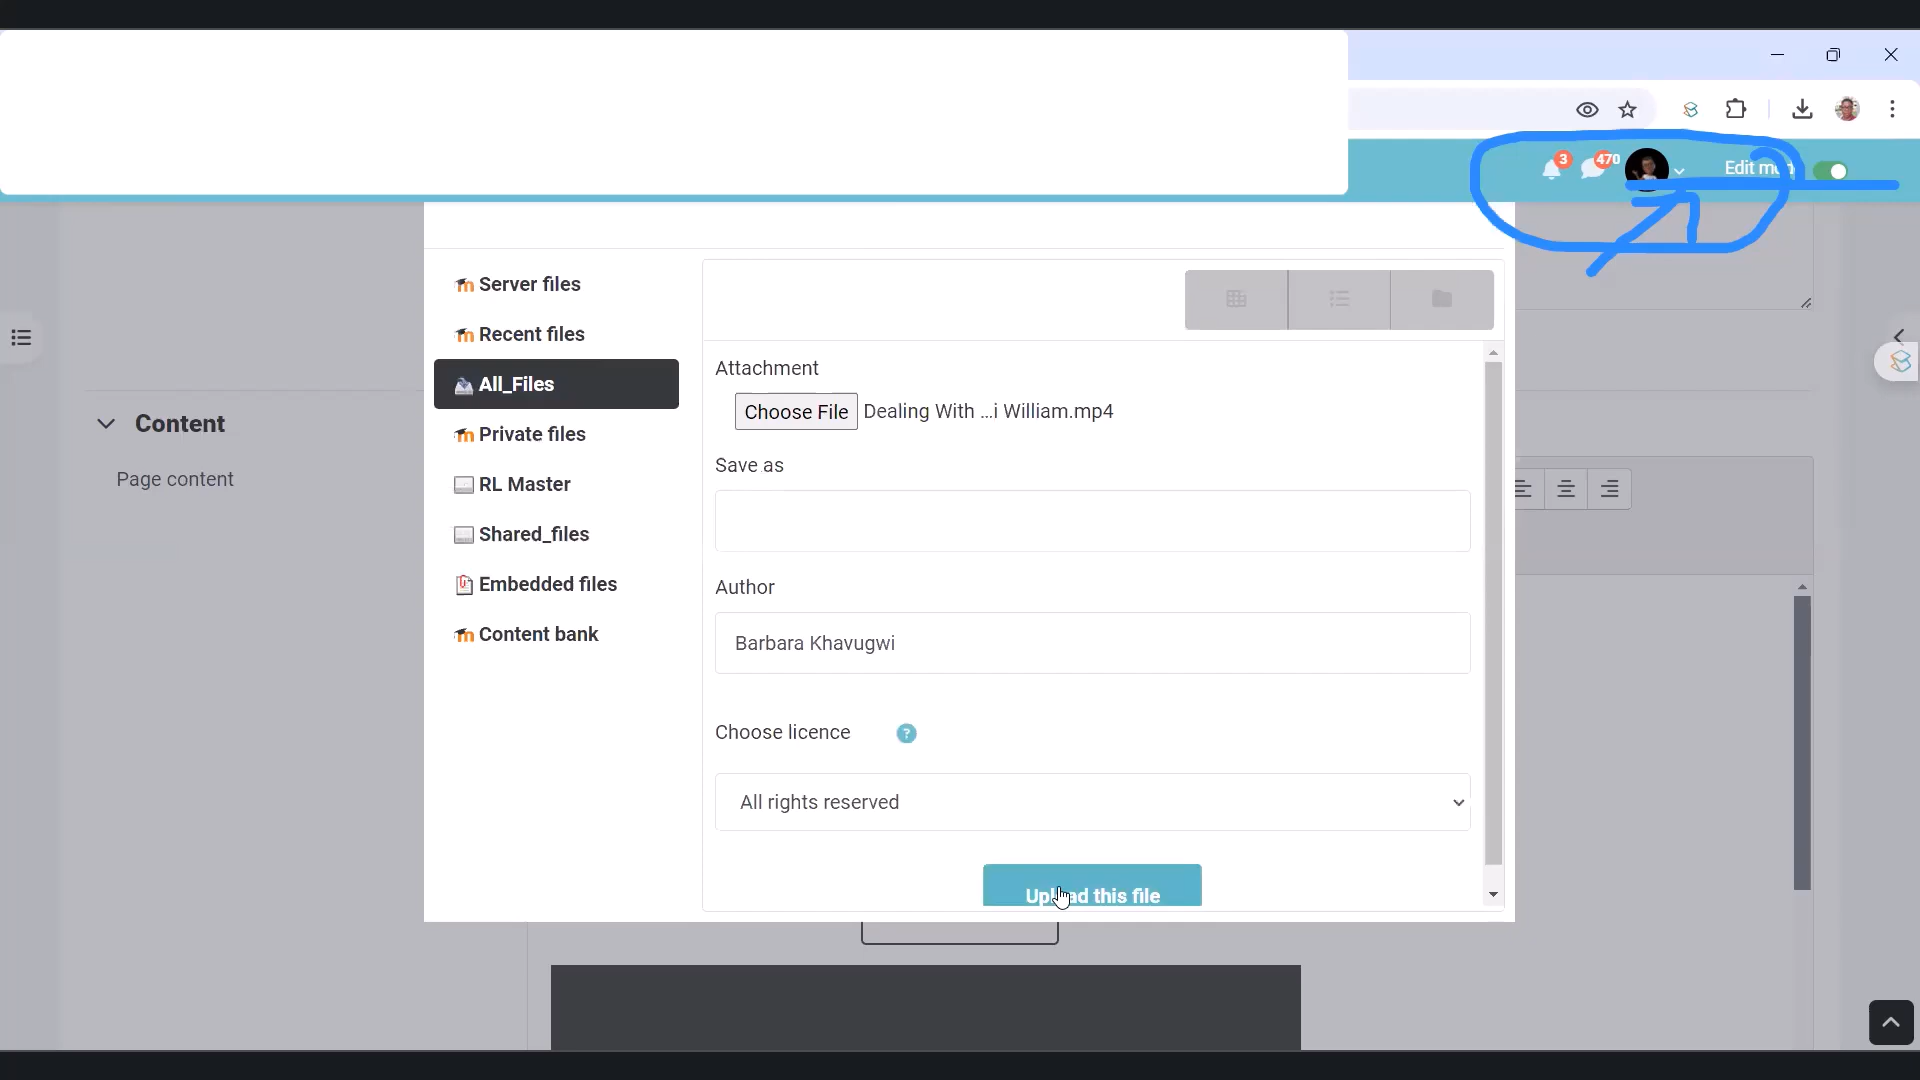 3
470
Edit mode
Server files
Recent files
All_Files
Private files
RL Master
Shared_files
Embedded files
Content bank
Attachment
Choose File Dealing With ...i William.mp4
Save as
Author
Barbara Khavugwi
Choose licence
?
All rights reserved
Upload this file
Content
Page content